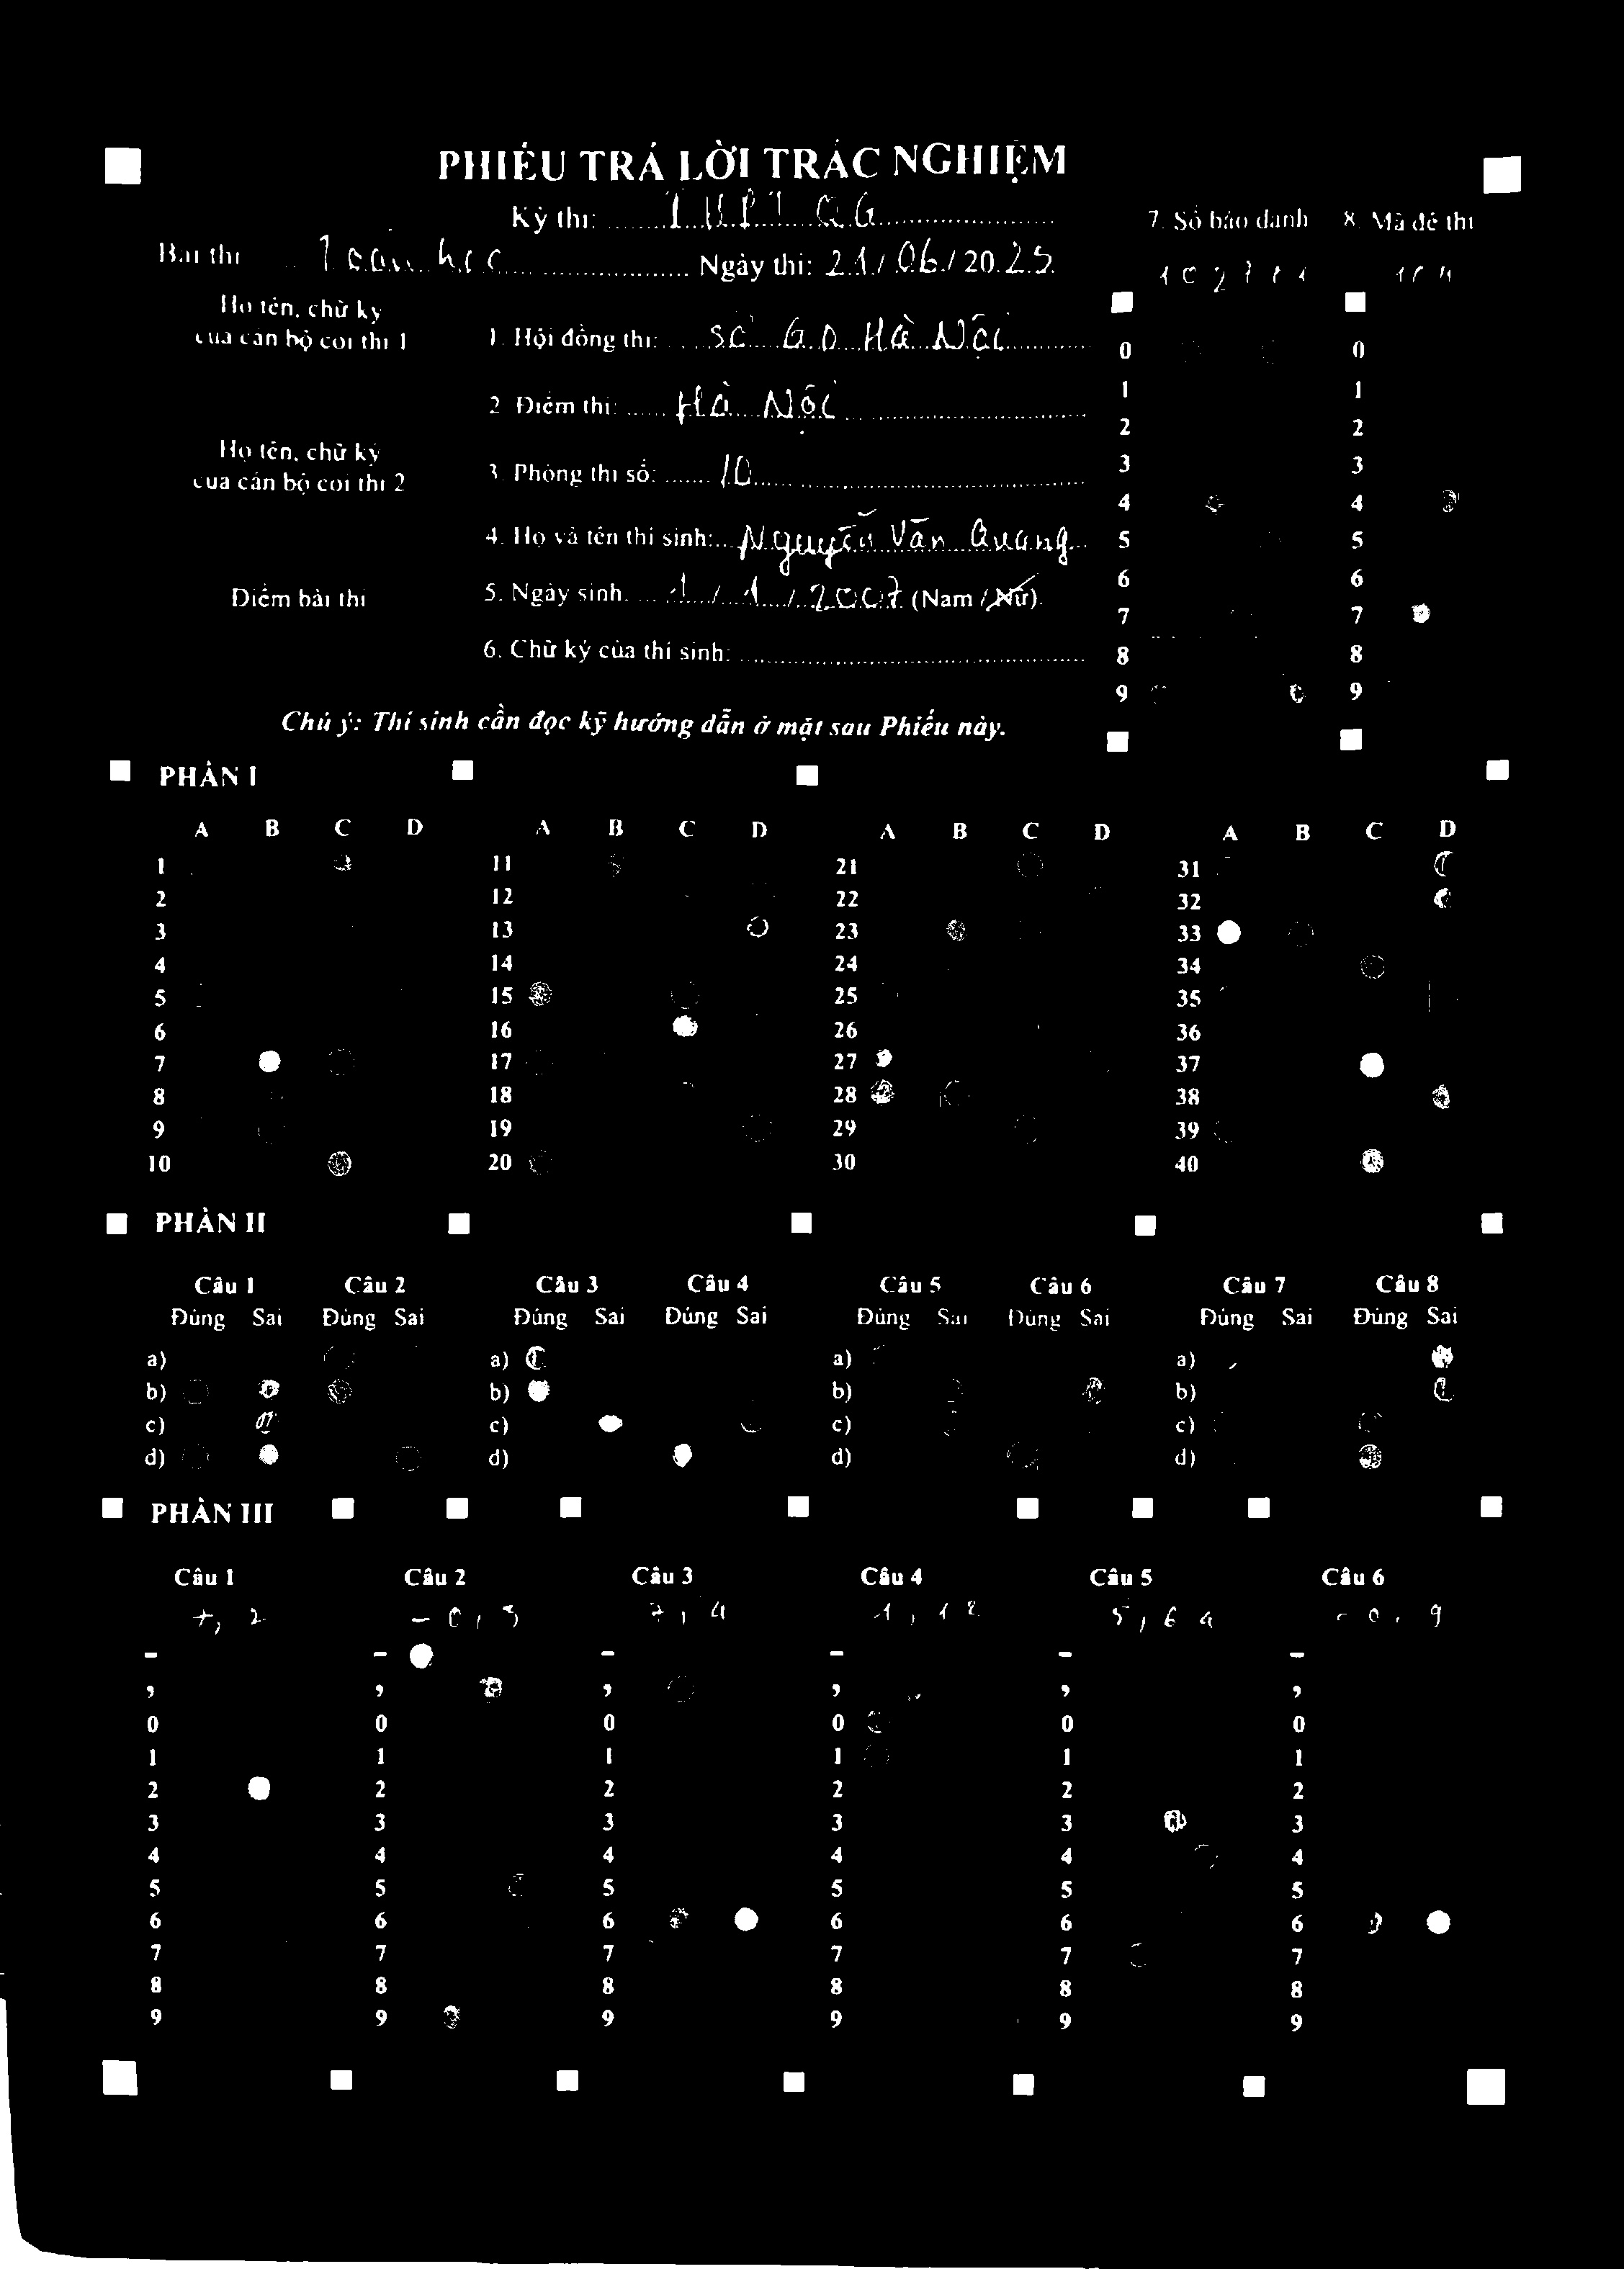 PHIẾU TRẢ LỜI TRẮC NGHIỆM
Kỳ thi: THPT QG
Bài thi Toán học Ngày thi: 21/06/2025
7. Số báo danh 8. Mã đề thi
Họ tên, chữ ký
của cán bộ coi thi 1
1. Hội đồng thi: Sở GD Hà Nội
2. Điểm thi: Hà Nội
Họ tên, chữ ký
của cán bộ coi thi 2
3. Phòng thi số: 10
4. Họ và tên thí sinh: Nguyễn Văn Quang
Điểm bài thi
5. Ngày sinh: 1/1/2007 (Nam / Nữ).
6. Chữ ký của thí sinh:
0 0
1 1
2 2
3 3
4 4
5 5
6 6
7 7
8 8
9 9
Chú ý: Thí sinh cần đọc kỹ hướng dẫn ở mặt sau Phiếu này.
PHẦN I
A B C D A B C D A B C D A B C D
1 11 21 31
2 12 22 32
3 13 23 33
4 14 24 34
5 15 25 35
6 16 26 36
7 17 27 37
8 18 28 38
9 19 29 39
10 20 30 40
PHẦN II
Câu 1 Câu 2 Câu 3 Câu 4 Câu 5 Câu 6 Câu 7 Câu 8
Đúng Sai Đúng Sai Đúng Sai Đúng Sai Đúng Sai Đúng Sai Đúng Sai Đúng Sai
a) a) a) a)
b) b) b) b)
c) c) c) c)
d) d) d) d)
PHẦN III
Câu 1 Câu 2 Câu 3 Câu 4 Câu 5 Câu 6
-0,3 7,4 1,12 5,64 -0,9
- - - - - -
, , , , , ,
0 0 0 0 0 0
1 1 1 1 1 1
2 2 2 2 2 2
3 3 3 3 3 3
4 4 4 4 4 4
5 5 5 5 5 5
6 6 6 6 6 6
7 7 7 7 7 7
8 8 8 8 8 8
9 9 9 9 9 9